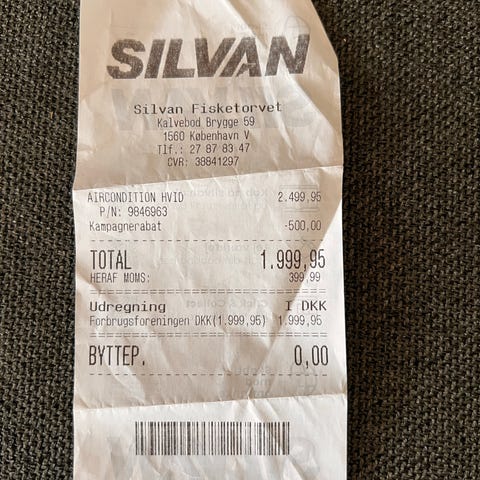 SILVAN
Silvan Fisketorvet
Kalvebod Brygge 59
1560 København V
Tlf.: 27 87 83 47
CVR: 38841297
AIRCONDITION HVID 2.499,95
P/N: 9846963
Kampagnerabat -500,00
TOTAL 1.999,95
HERAF MOMS: 399,99
Udregning I DKK
Forbrugsforeningen DKK(1.999,95) 1.999,95
BYTTEP. 0,00